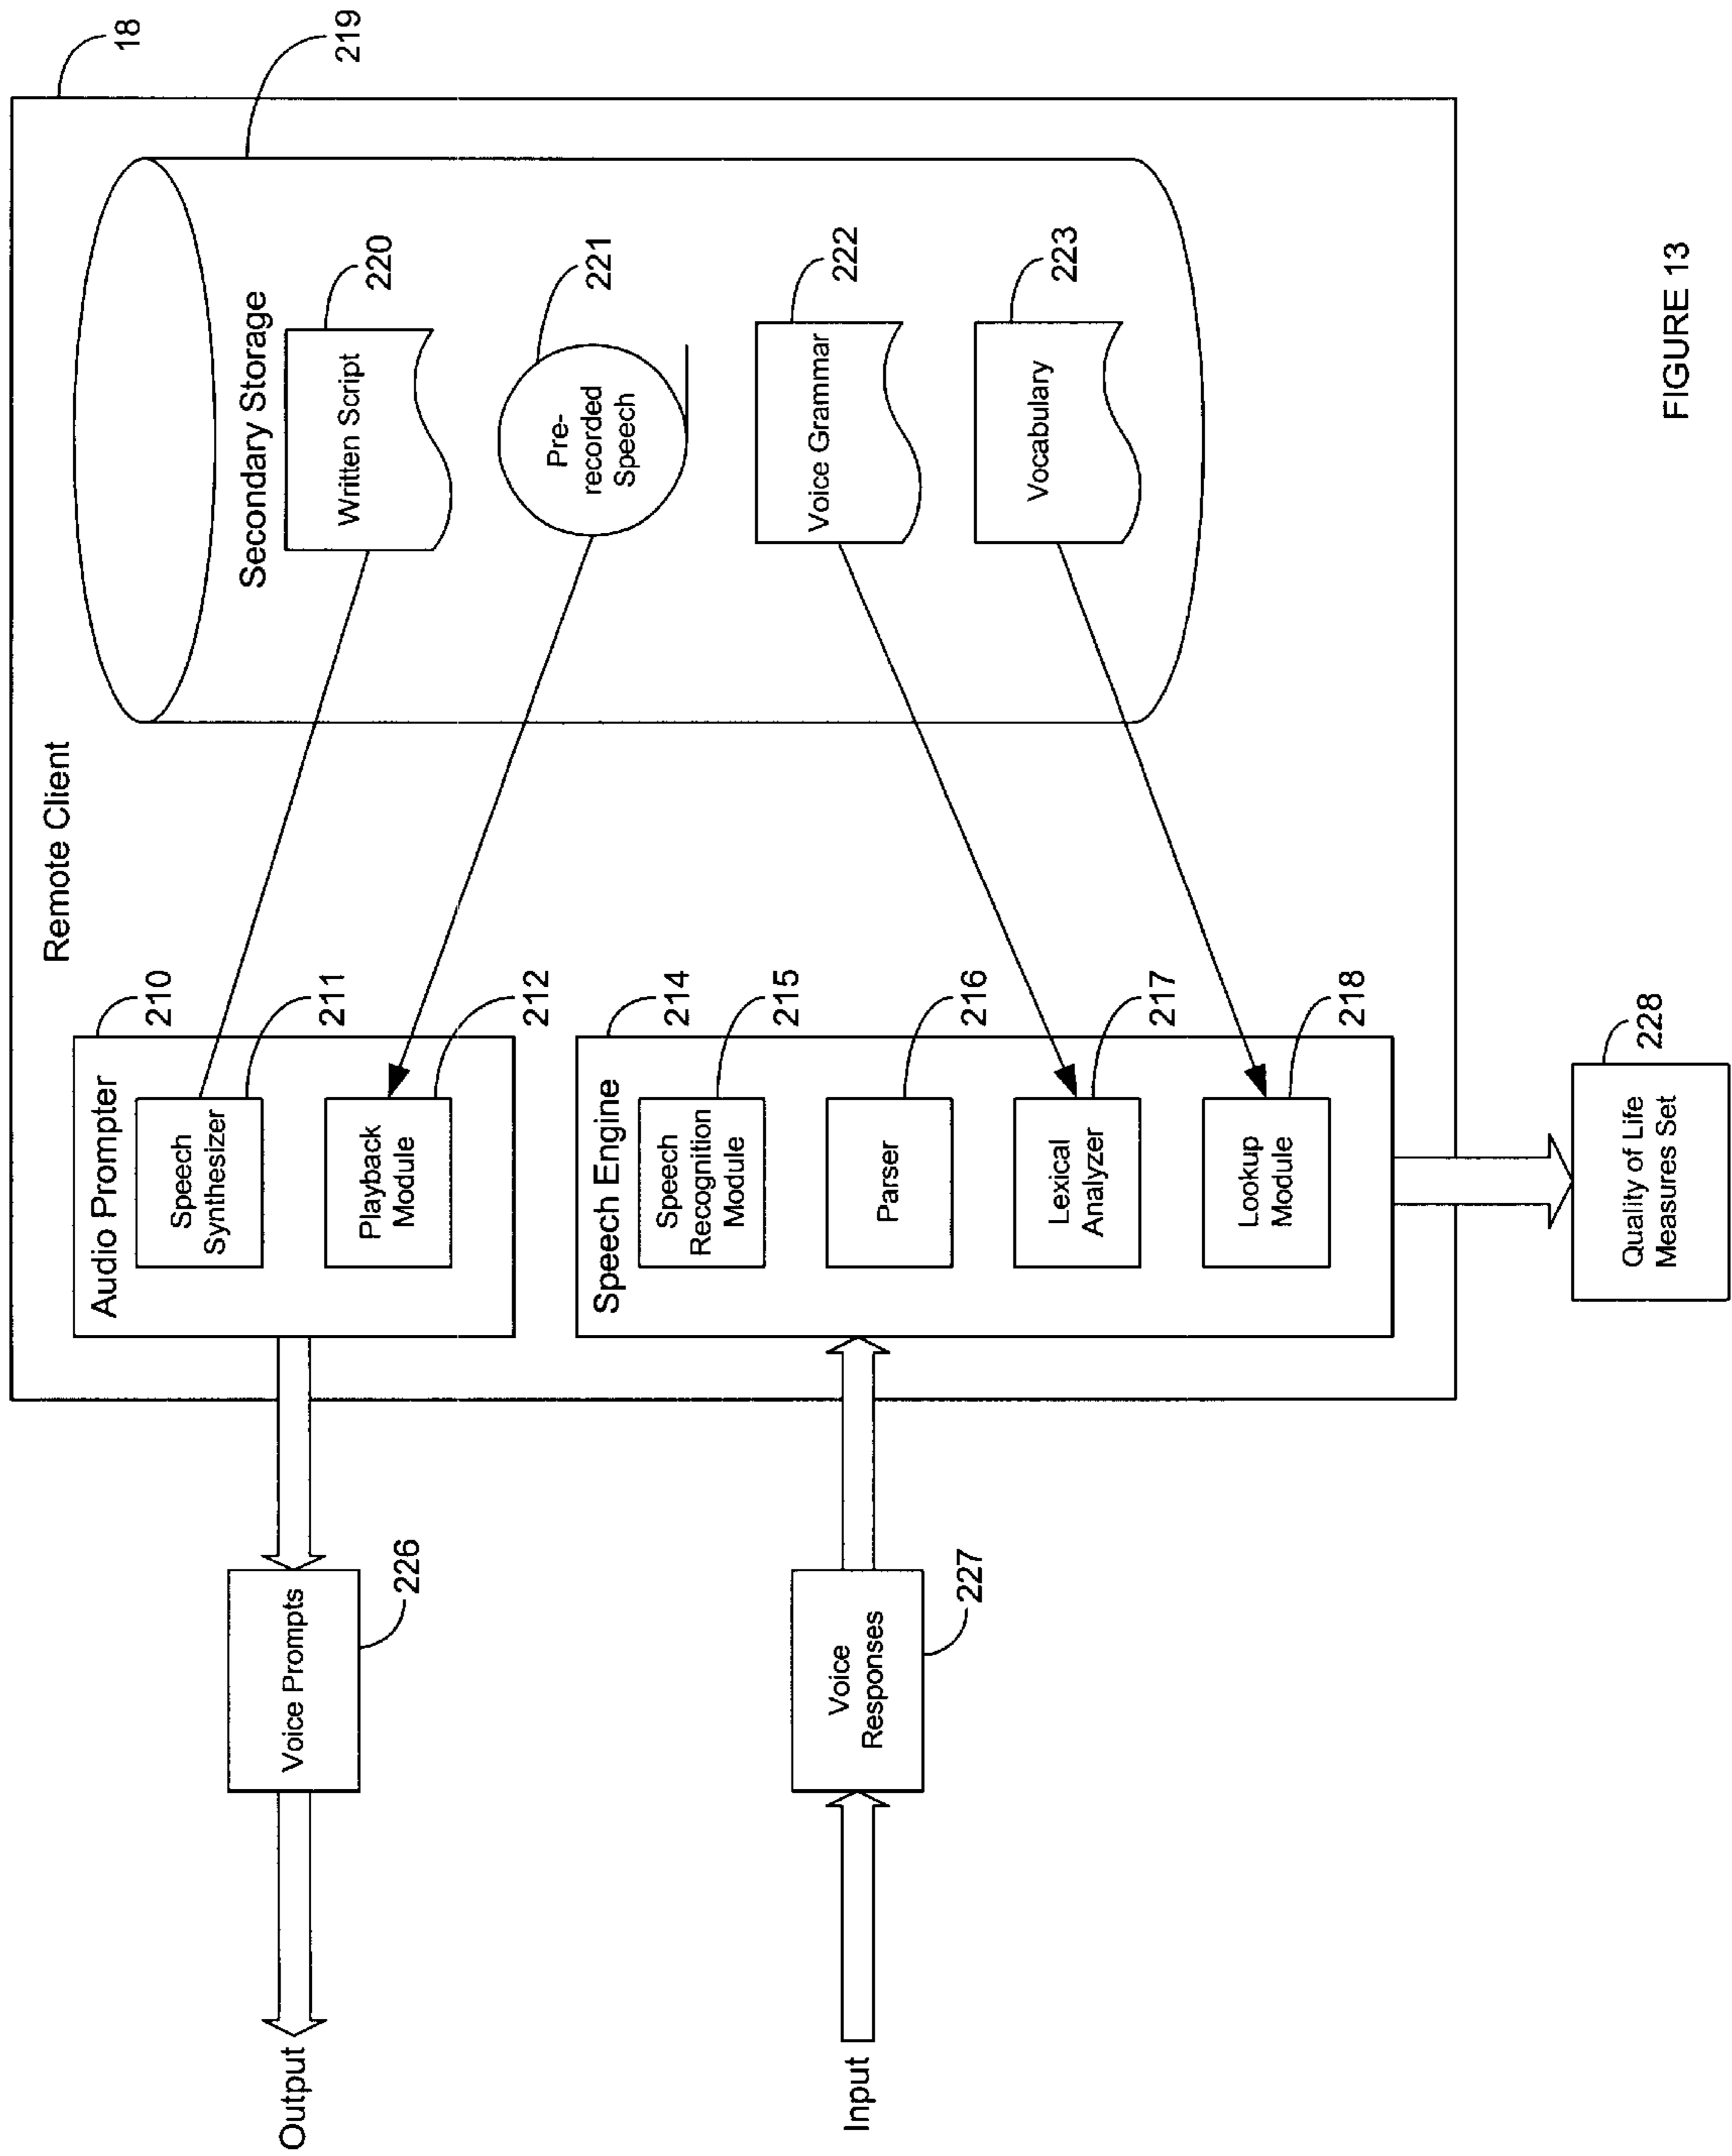 Remote Client
18
Audio Prompter
210
Speech
Synthesizer
211
Playback
Module
212
Speech Engine
214
Speech
Recognition
Module
215
Parser
216
Lexical
Analyzer
217
Lookup
Module
218
Secondary Storage
219
Written Script
220
Pre-
recorded
Speech
221
Voice Grammar
222
Vocabulary
223
Output
Voice Prompts
226
Input
Voice
Responses
227
Quality of Life
Measures Set
228
FIGURE 13